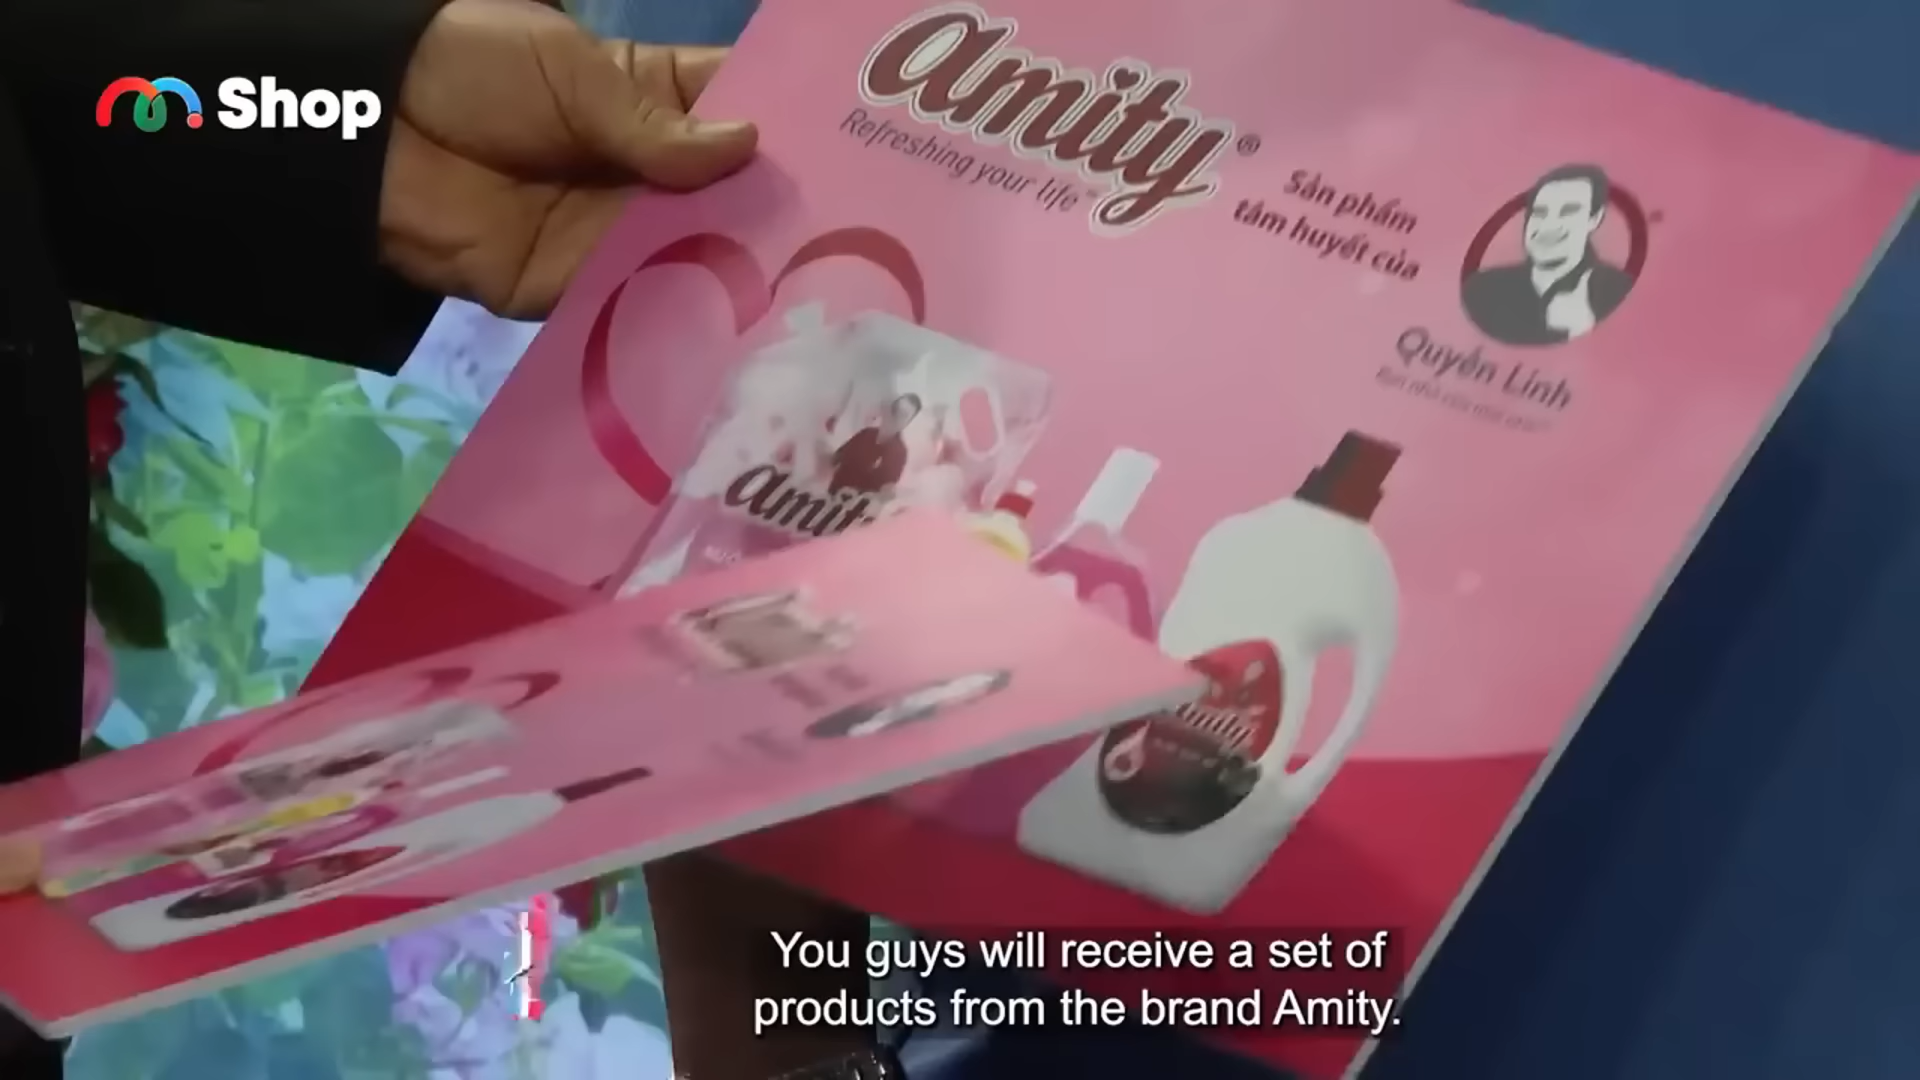 Shop
amity®
Refreshing your life™
Sản phẩm
tâm huyết của
Quyền Linh
amity
You guys will receive a set of
products from the brand Amity.